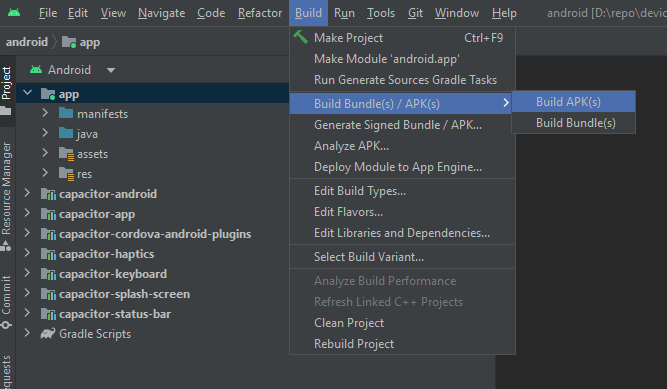 File Edit View Navigate Code Refactor Build Run Tools Git Window Help android [D:\repo\devic
android app
Android
app
manifests
java
assets
res
capacitor-android
capacitor-app
capacitor-cordova-android-plugins
capacitor-haptics
capacitor-keyboard
capacitor-splash-screen
capacitor-status-bar
Gradle Scripts
Make Project Ctrl+F9
Make Module 'android.app'
Run Generate Sources Gradle Tasks
Build Bundle(s) / APK(s)
Generate Signed Bundle / APK...
Analyze APK...
Deploy Module to App Engine...
Edit Build Types...
Edit Flavors...
Edit Libraries and Dependencies...
Select Build Variant...
Analyze Build Performance
Refresh Linked C++ Projects
Clean Project
Rebuild Project
Build APK(s)
Build Bundle(s)
Project
Resource Manager
Commit
equests